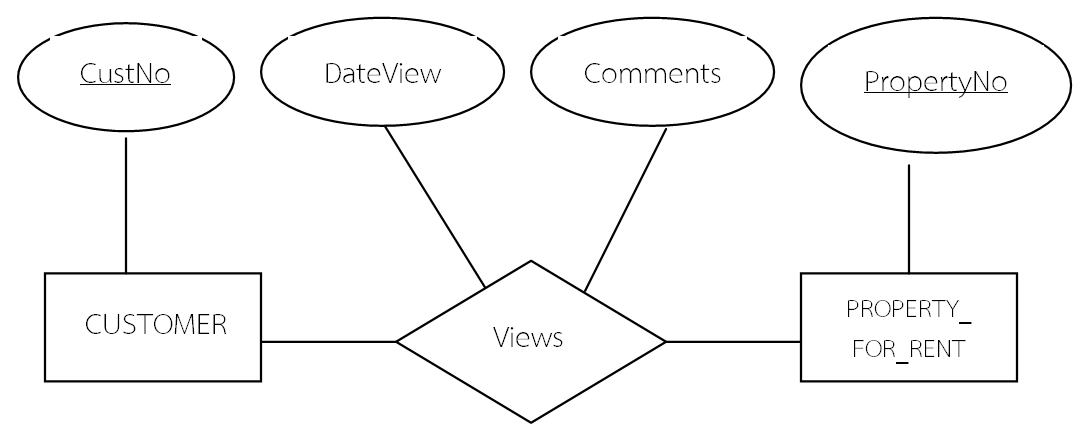 CustNo
DateView
Comments
PropertyNo
CUSTOMER
Views
PROPERTY_
FOR_RENT